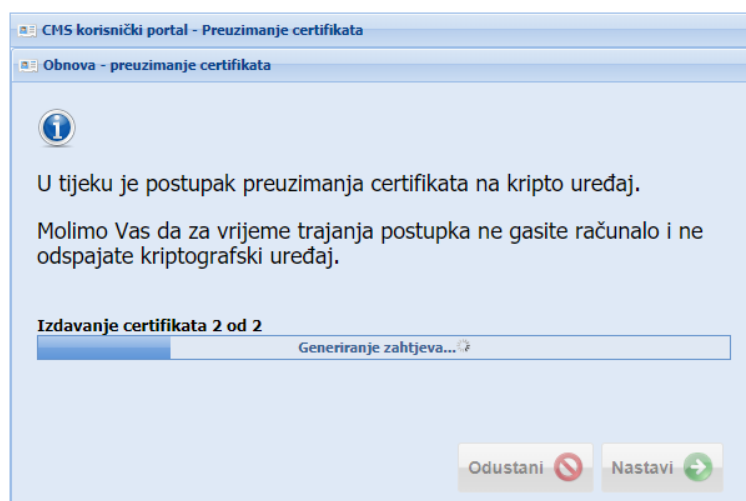 CMS korisnički portal - Preuzimanje certifikata
Obnova - preuzimanje certifikata
U tijeku je postupak preuzimanja certifikata na kripto uređaj.
Molimo Vas da za vrijeme trajanja postupka ne gasite računalo i ne
odspajate kriptografski uređaj.
Izdavanje certifikata 2 od 2
Generiranje zahtjeva...
Odustani
Nastavi